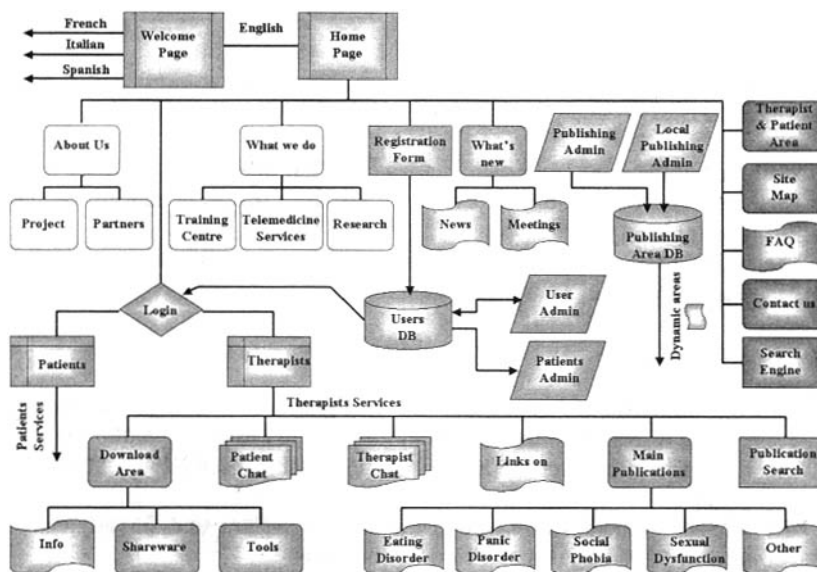 French
Italian
Spanish
Welcome
Page
English
Home
Page
About Us
What we do
Registration
Form
What's
new
Publishing
Admin
Local
Publishing
Admin
Therapist
& Patient
Area
Project
Partners
Training
Centre
Telemedicine
Services
Research
News
Meetings
Publishing
Area DB
Site
Map
FAQ
Login
Users
DB
User
Admin
Patients
Admin
Dynamic areas
Contact us
Search
Engine
Patients
Therapists
Patients
Services
Therapists Services
Download
Area
Patient
Chat
Therapist
Chat
Links on
Main
Publications
Publication
Search
Info
Shareware
Tools
Eating
Disorder
Panic
Disorder
Social
Phobia
Sexual
Dysfunction
Other